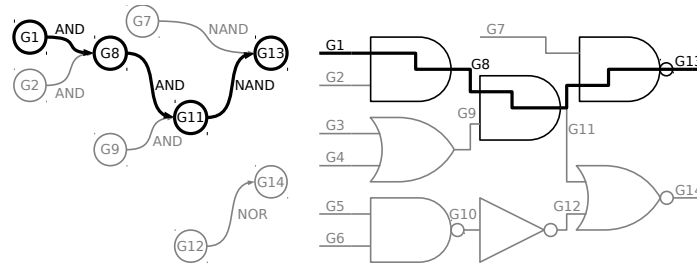 G1
AND
G8
G2
AND
G7
NAND
G13
AND
NAND
G11
G9
AND
G14
NOR
G12
G1
G2
G8
G7
G13
G3
G4
G9
G11
G5
G6
G10
G12
G14